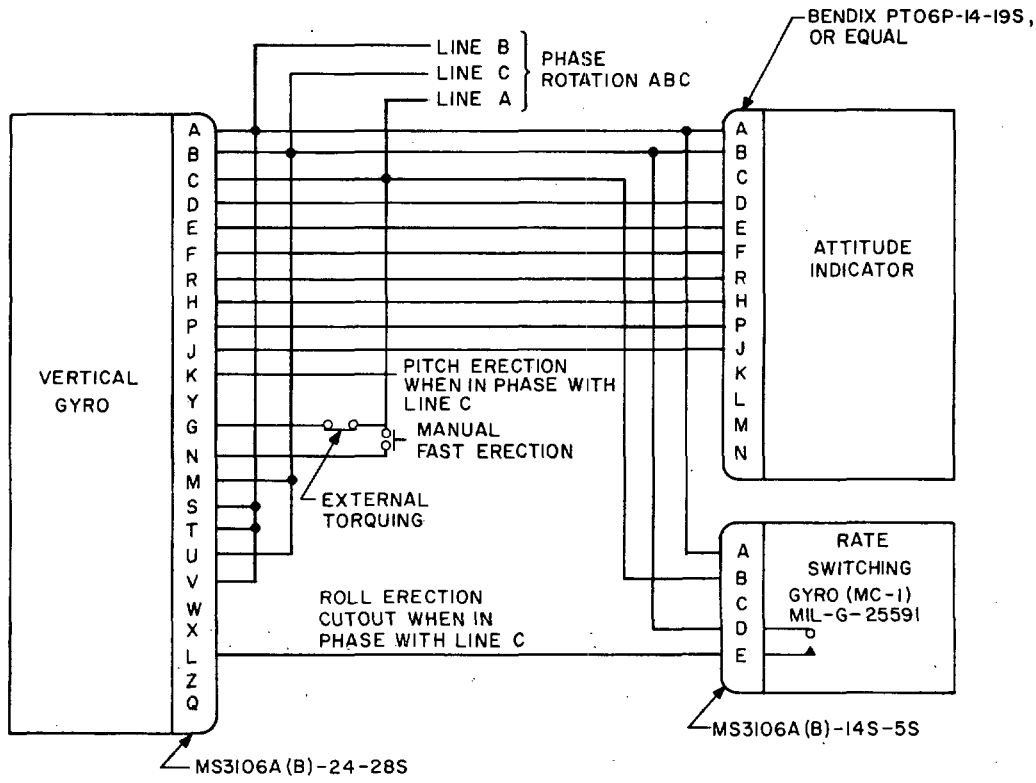 BENDIX PT06P-14-19S,
OR EQUAL
LINE B
LINE C
LINE A
PHASE
ROTATION ABC
VERTICAL
GYRO
A
B
C
D
E
F
R
H
P
J
K
Y
G
N
M
S
T
U
V
W
X
L
Z
Q
PITCH ERECTION
WHEN IN PHASE WITH
LINE C
MANUAL
FAST ERECTION
EXTERNAL
TORQUING
ROLL ERECTION
CUTOUT WHEN IN
PHASE WITH LINE C
A
B
C
D
E
F
R
H
P
J
K
L
M
N
ATTITUDE
INDICATOR
A
B
C
D
E
RATE
SWITCHING
GYRO (MC-1)
MIL-G-25591
MS3106A(B)-14S-5S
MS3106A(B)-24-28S